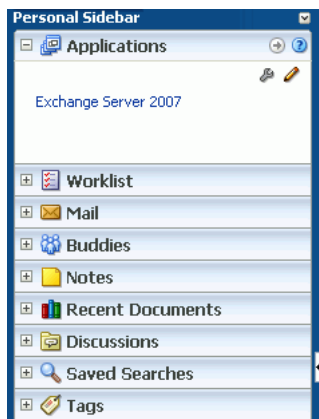 Personal Sidebar
Applications
Exchange Server 2007
Worklist
Mail
Buddies
Notes
Recent Documents
Discussions
Saved Searches
Tags